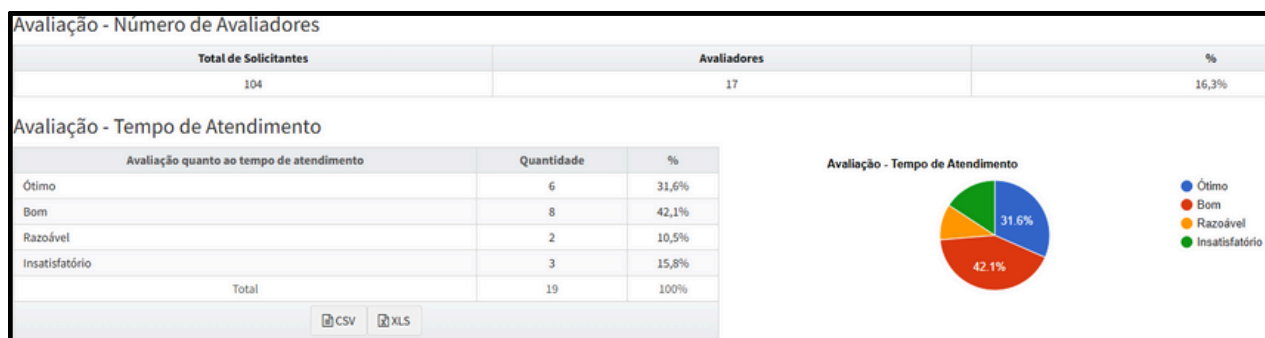 Avaliação - Número de Avaliadores
Total de Solicitantes Avaliadores %
104 17 16,3%
Avaliação - Tempo de Atendimento
Avaliação quanto ao tempo de atendimento Quantidade %
Ótimo 6 31,6%
Bom 8 42,1%
Razoável 2 10,5%
Insatisfatório 3 15,8%
Total 19 100%
CSV XLS
Avaliação - Tempo de Atendimento
31.6%
42.1%
Ótimo
Bom
Razoável
Insatisfatório